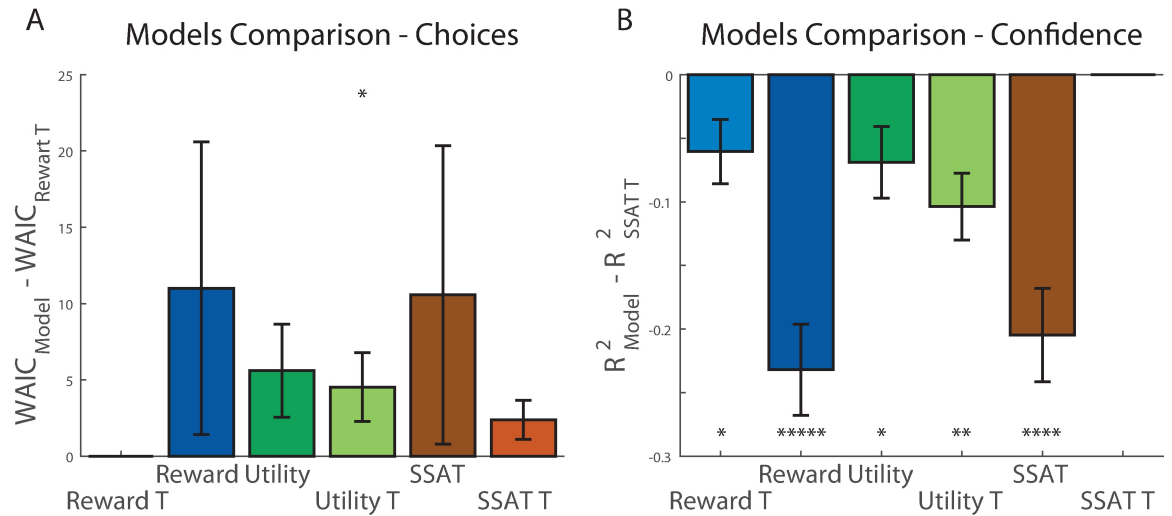 A
Models Comparison - Choices
WAIC Model - WAIC Rewart T
25
20
15
10
5
0
*
Reward T
Reward
Utility
Utility T
SSAT
SSAT T
B
Models Comparison - Confidence
R 2 Model - R 2 SSAT T
0
-0.1
-0.2
-0.3
*
*****
*
**
****
Reward T
Reward
Utility
Utility T
SSAT
SSAT T